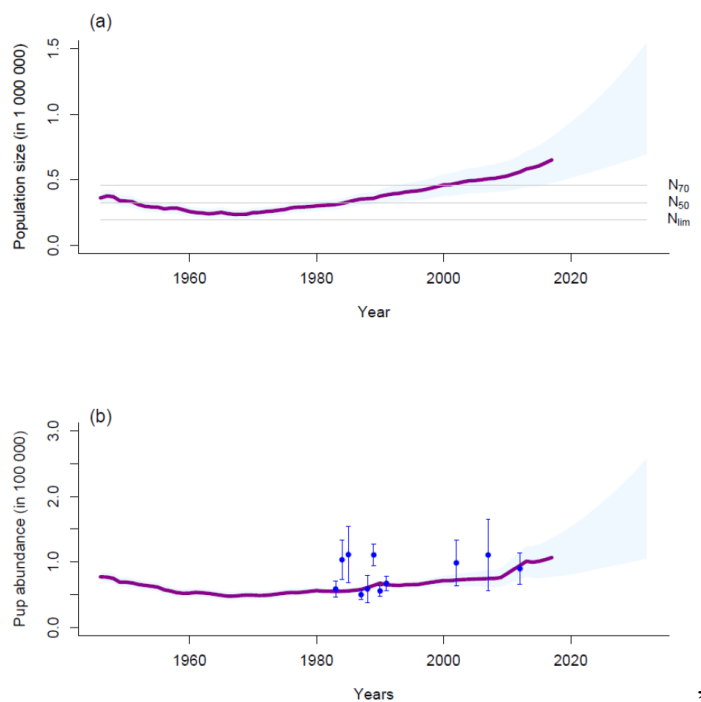 (a)
Population size (in 1 000 000)
1.5
1.0
0.5
0.0
N70
N50
Nlim
1960 1980 2000 2020
Year
(b)
Pup abundance (in 100 000)
3.0
2.0
1.0
0.0
1960 1980 2000 2020
Years
,